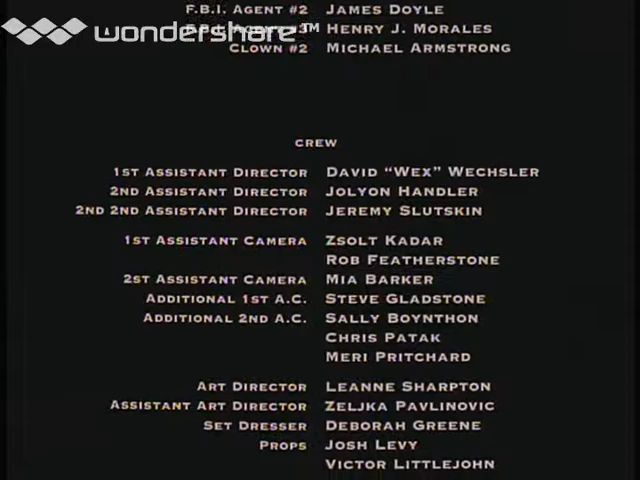 F.B.I. Agent #2 James Doyle
wondershare™
F.B.I. Agent #3 Henry J. Morales
Clown #2 Michael Armstrong
Crew
1st Assistant Director David “Wex” Wechsler
2nd Assistant Director Jolyon Handler
2nd 2nd Assistant Director Jeremy Slutskin
1st Assistant Camera Zsolt Kadar
Rob Featherstone
2st Assistant Camera Mia Barker
Additional 1st A.C. Steve Gladstone
Additional 2nd A.C. Sally Boynthon
Chris Patak
Meri Pritchard
Art Director Leanne Sharpton
Assistant Art Director Zeljka Pavlinovic
Set Dresser Deborah Greene
Props Josh Levy
Victor Littlejohn